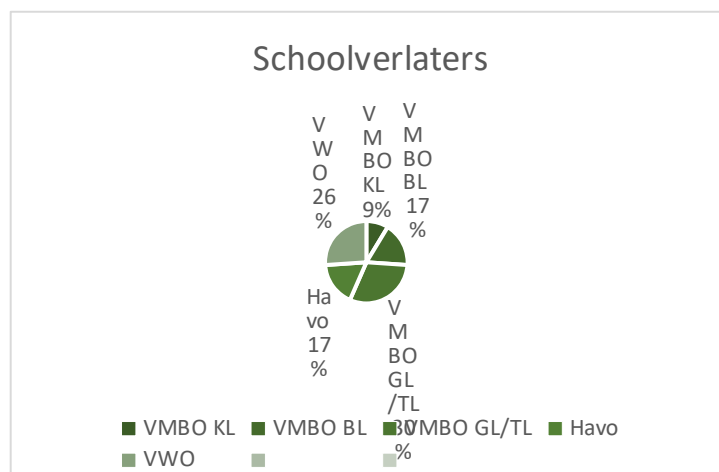 Schoolverlaters
V
M
BO
KL
9%
V
M
BO
BL
17
%
V
M
BO
GL
/TL
30
%
Ha
vo
17
%
V
W
O
26
%
VMBO KL
VMBO BL
VMBO GL/TL
Havo
VWO